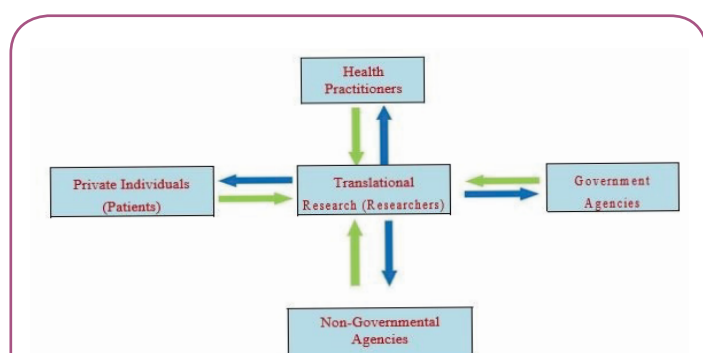 Health
Practitioners
Private Individuals
(Patients)
Translational
Research (Researchers)
Government
Agencies
Non-Governmental
Agencies